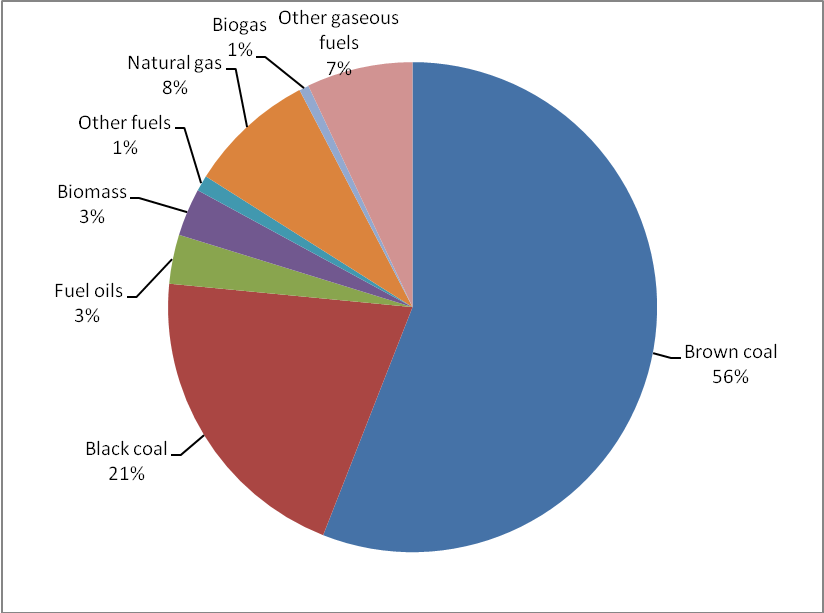 Other gaseous
fuels
7%
Biogas
1%
Natural gas
8%
Other fuels
1%
Biomass
3%
Fuel oils
3%
Brown coal
56%
Black coal
21%